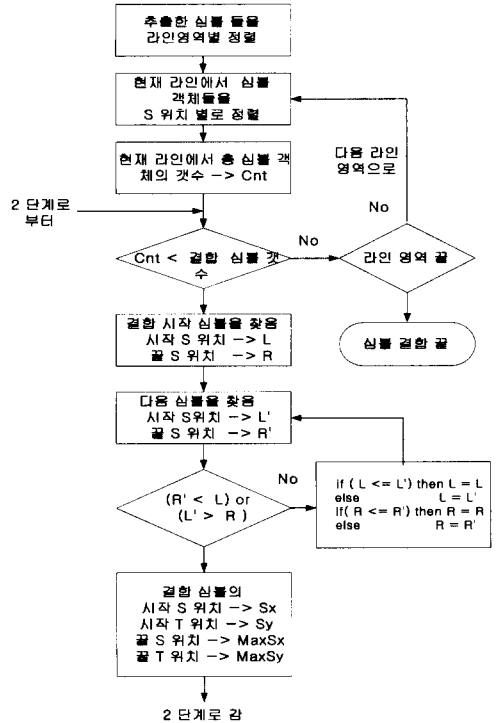 추출한 심볼 들을
라인영역별 정렬
현재 라인에서 심볼
객체들을
S 위치 별로 정렬
현재 라인에서 총 심볼 객
체의 갯수 -> Cnt
다음 라인
영역으로
2 단계로
부터
No
No
Cnt < 결합 심볼 갯
수
라인 영역 끝
결합 시작 심볼을 찾음
시작 S 위치 -> L
끝 S 위치 -> R
심볼 결합 끝
다음 심볼을 찾음
시작 S위치 -> L'
끝 S 위치 -> R'
No
(R' < L) or
(L' > R )
if ( L <= L') then L = L
else L = L'
If( R <= R') then R = R
else R = R'
결합 심볼의
시작 S 위치 -> Sx
시작 T 위치 -> Sy
끝 S 위치 -> MaxSx
끝 T 위치 -> MaxSy
2 단계로 감